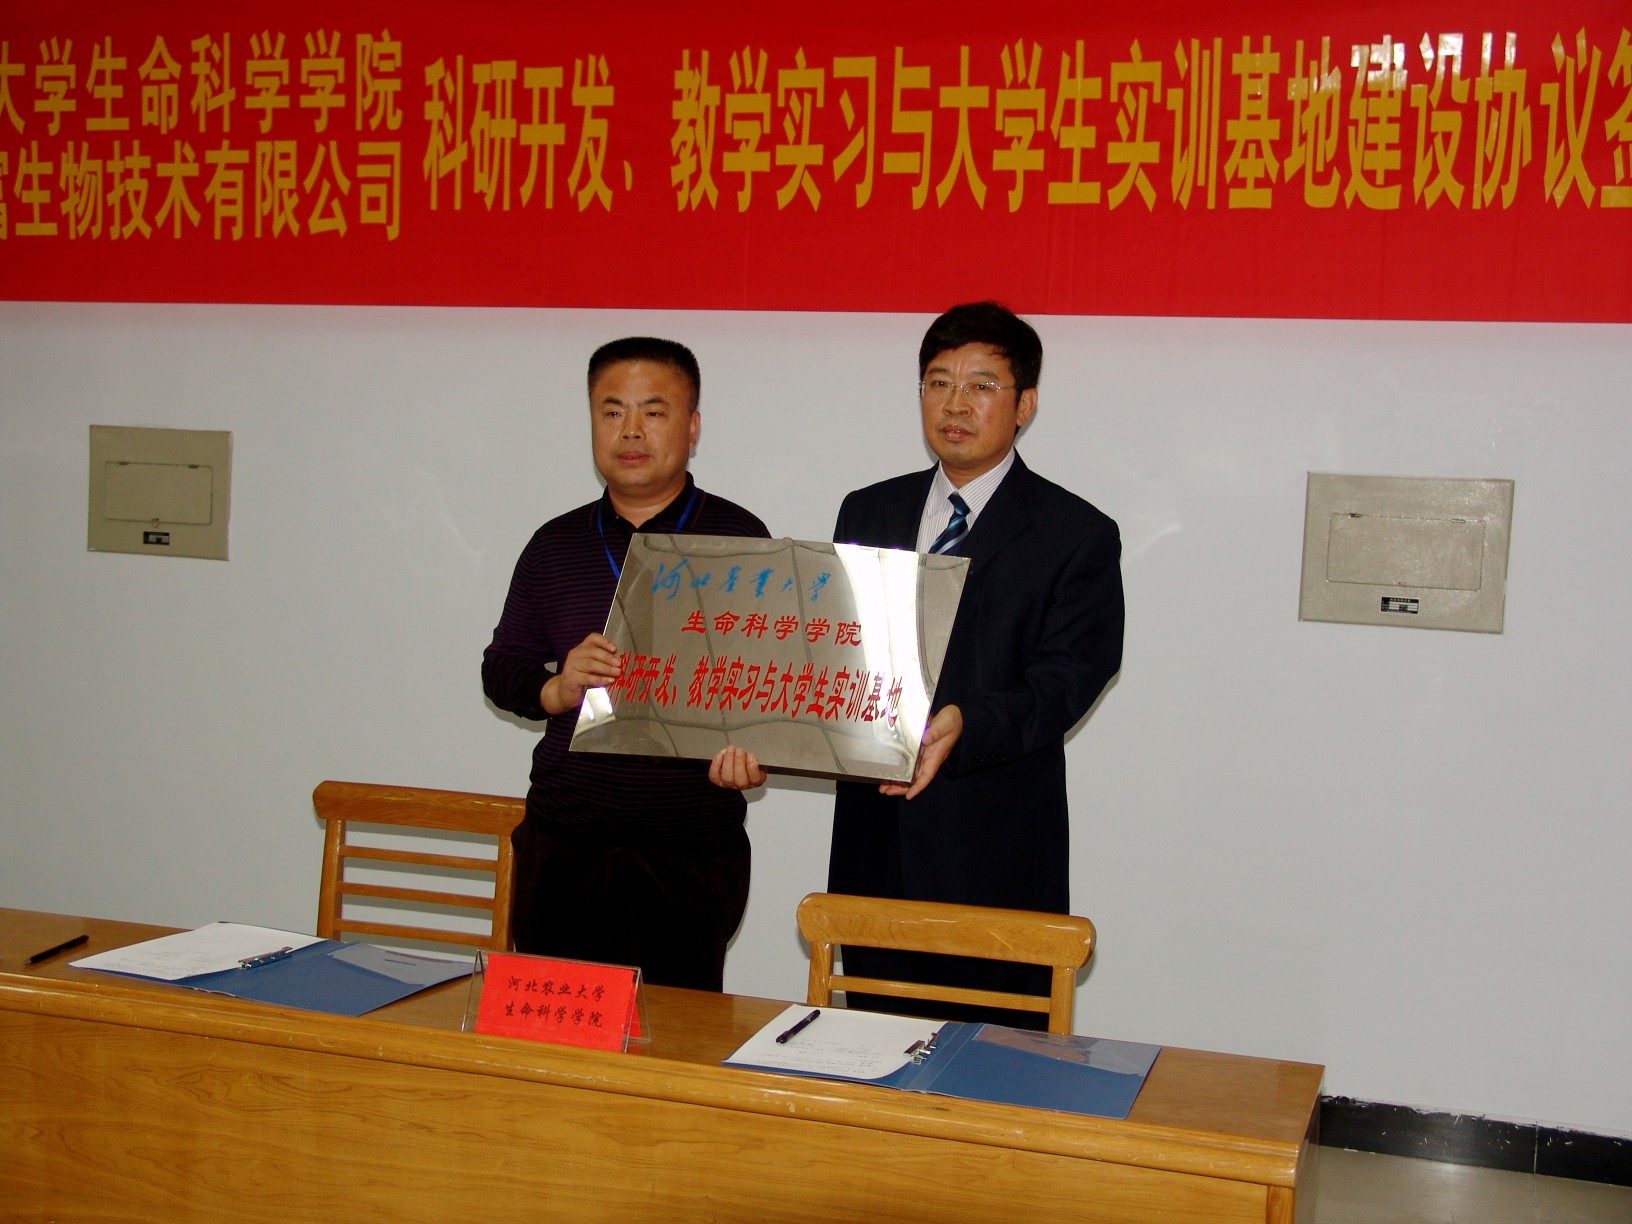 大学生命科学学院
生物技术有限公司
科研开发、教学实习与大学生实训基地建设协议签
河北农业大学
生命科学学院
科研开发、教学实习与大学生实训基地
河北农业大学
生命科学学院